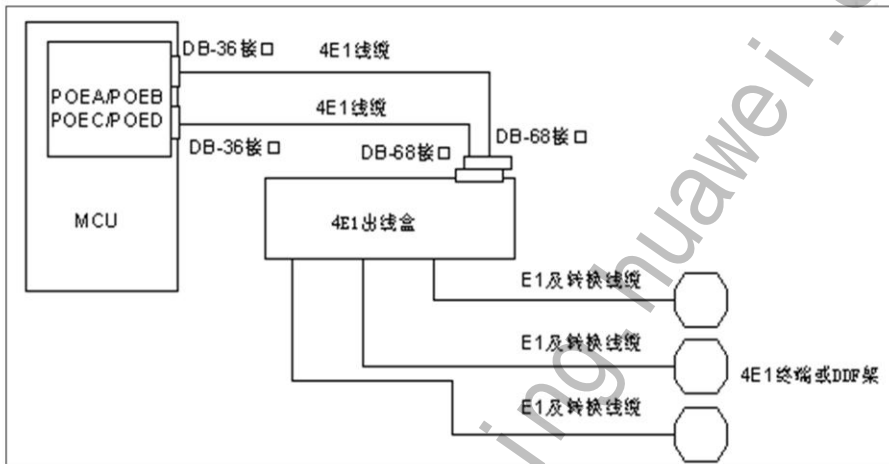 DB-36接口
4E1线缆
POEA/POEB
POEC/POED
4E1线缆
DB-36接口
DB-68接口
DB-68接口
MCU
4E1出线盒
E1及转换线缆
E1及转换线缆
4E1终端或DDF架
E1及转换线缆
ing.huawei.